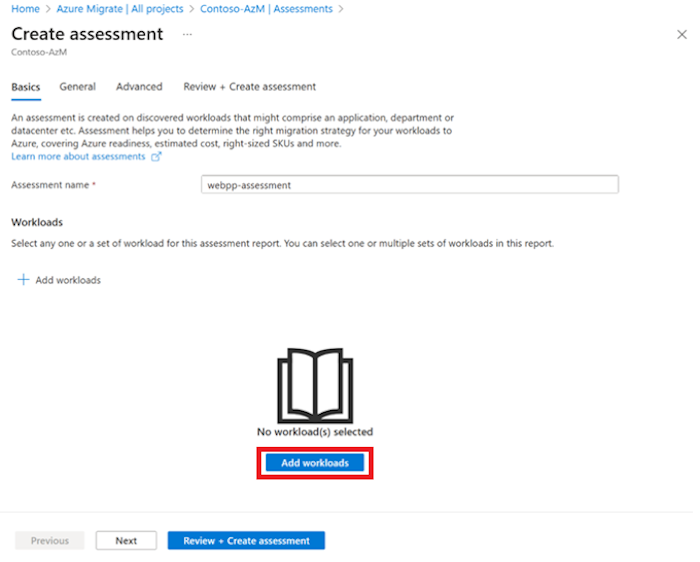 Home > Azure Migrate | All projects > Contoso-AzM | Assessments >
Create assessment ...
Contoso-AzM
Basics General Advanced Review + Create assessment
An assessment is created on discovered workloads that might comprise an application, department or
datacenter etc. Assessment helps you to determine the right migration strategy for your workloads to
Azure, covering Azure readiness, estimated cost, right-sized SKUs and more.
Learn more about assessments
Assessment name * webpp-assessment
Workloads
Select any one or a set of workload for this assessment report. You can select one or multiple sets of workloads in this report.
+ Add workloads
No workload(s) selected
Add workloads
Previous Next Review + Create assessment